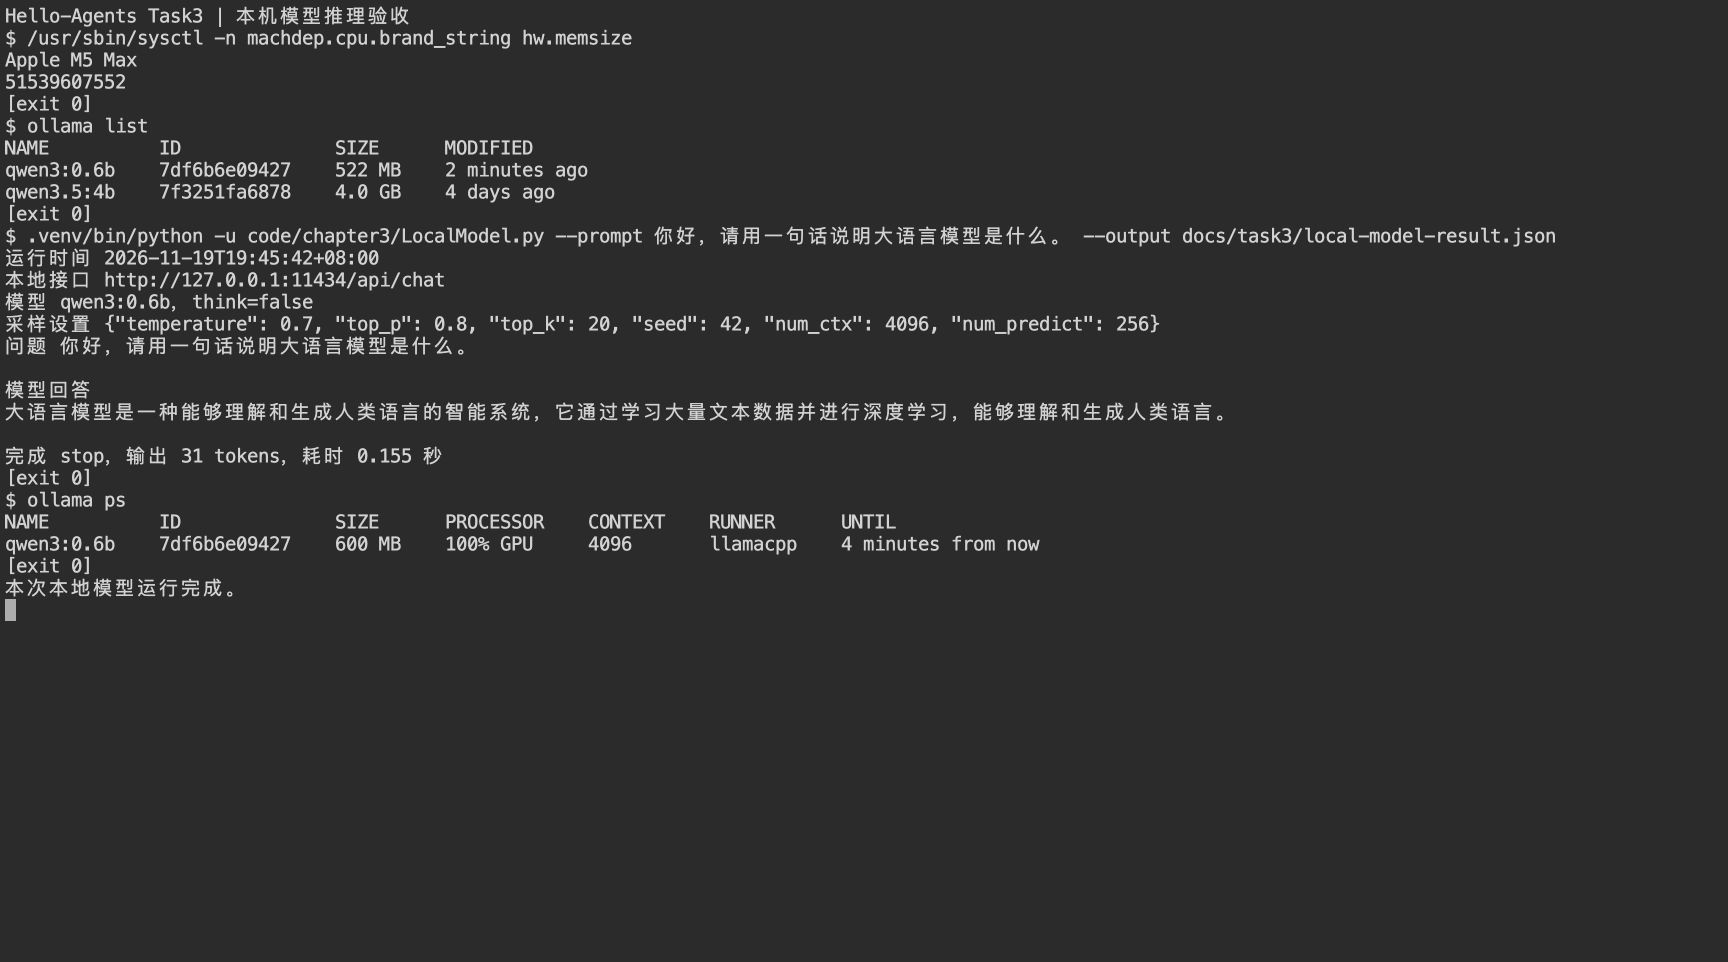 Hello-Agents Task3 | 本机模型推理验收
$ /usr/sbin/sysctl -n machdep.cpu.brand_string hw.memsize
Apple M5 Max
51539607552
[exit 0]
$ ollama list
NAME ID SIZE MODIFIED
qwen3:0.6b 7df6b6e09427 522 MB 2 minutes ago
qwen3.5:4b 7f3251fa6878 4.0 GB 4 days ago
[exit 0]
$ .venv/bin/python -u code/chapter3/LocalModel.py --prompt 你好，请用一句话说明大语言模型是什么。 --output docs/task3/local-model-result.json
运行时间 2026-11-19T19:45:42+08:00
本地接口 http://127.0.0.1:11434/api/chat
模型 qwen3:0.6b，think=false
采样设置 {"temperature": 0.7, "top_p": 0.8, "top_k": 20, "seed": 42, "num_ctx": 4096, "num_predict": 256}
问题 你好，请用一句话说明大语言模型是什么。
模型回答
大语言模型是一种能够理解和生成人类语言的智能系统，它通过学习大量文本数据并进行深度学习，能够理解和生成人类语言。
完成 stop，输出 31 tokens，耗时 0.155 秒
[exit 0]
$ ollama ps
NAME ID SIZE PROCESSOR CONTEXT RUNNER UNTIL
qwen3:0.6b 7df6b6e09427 600 MB 100% GPU 4096 llamacpp 4 minutes from now
[exit 0]
本次本地模型运行完成。